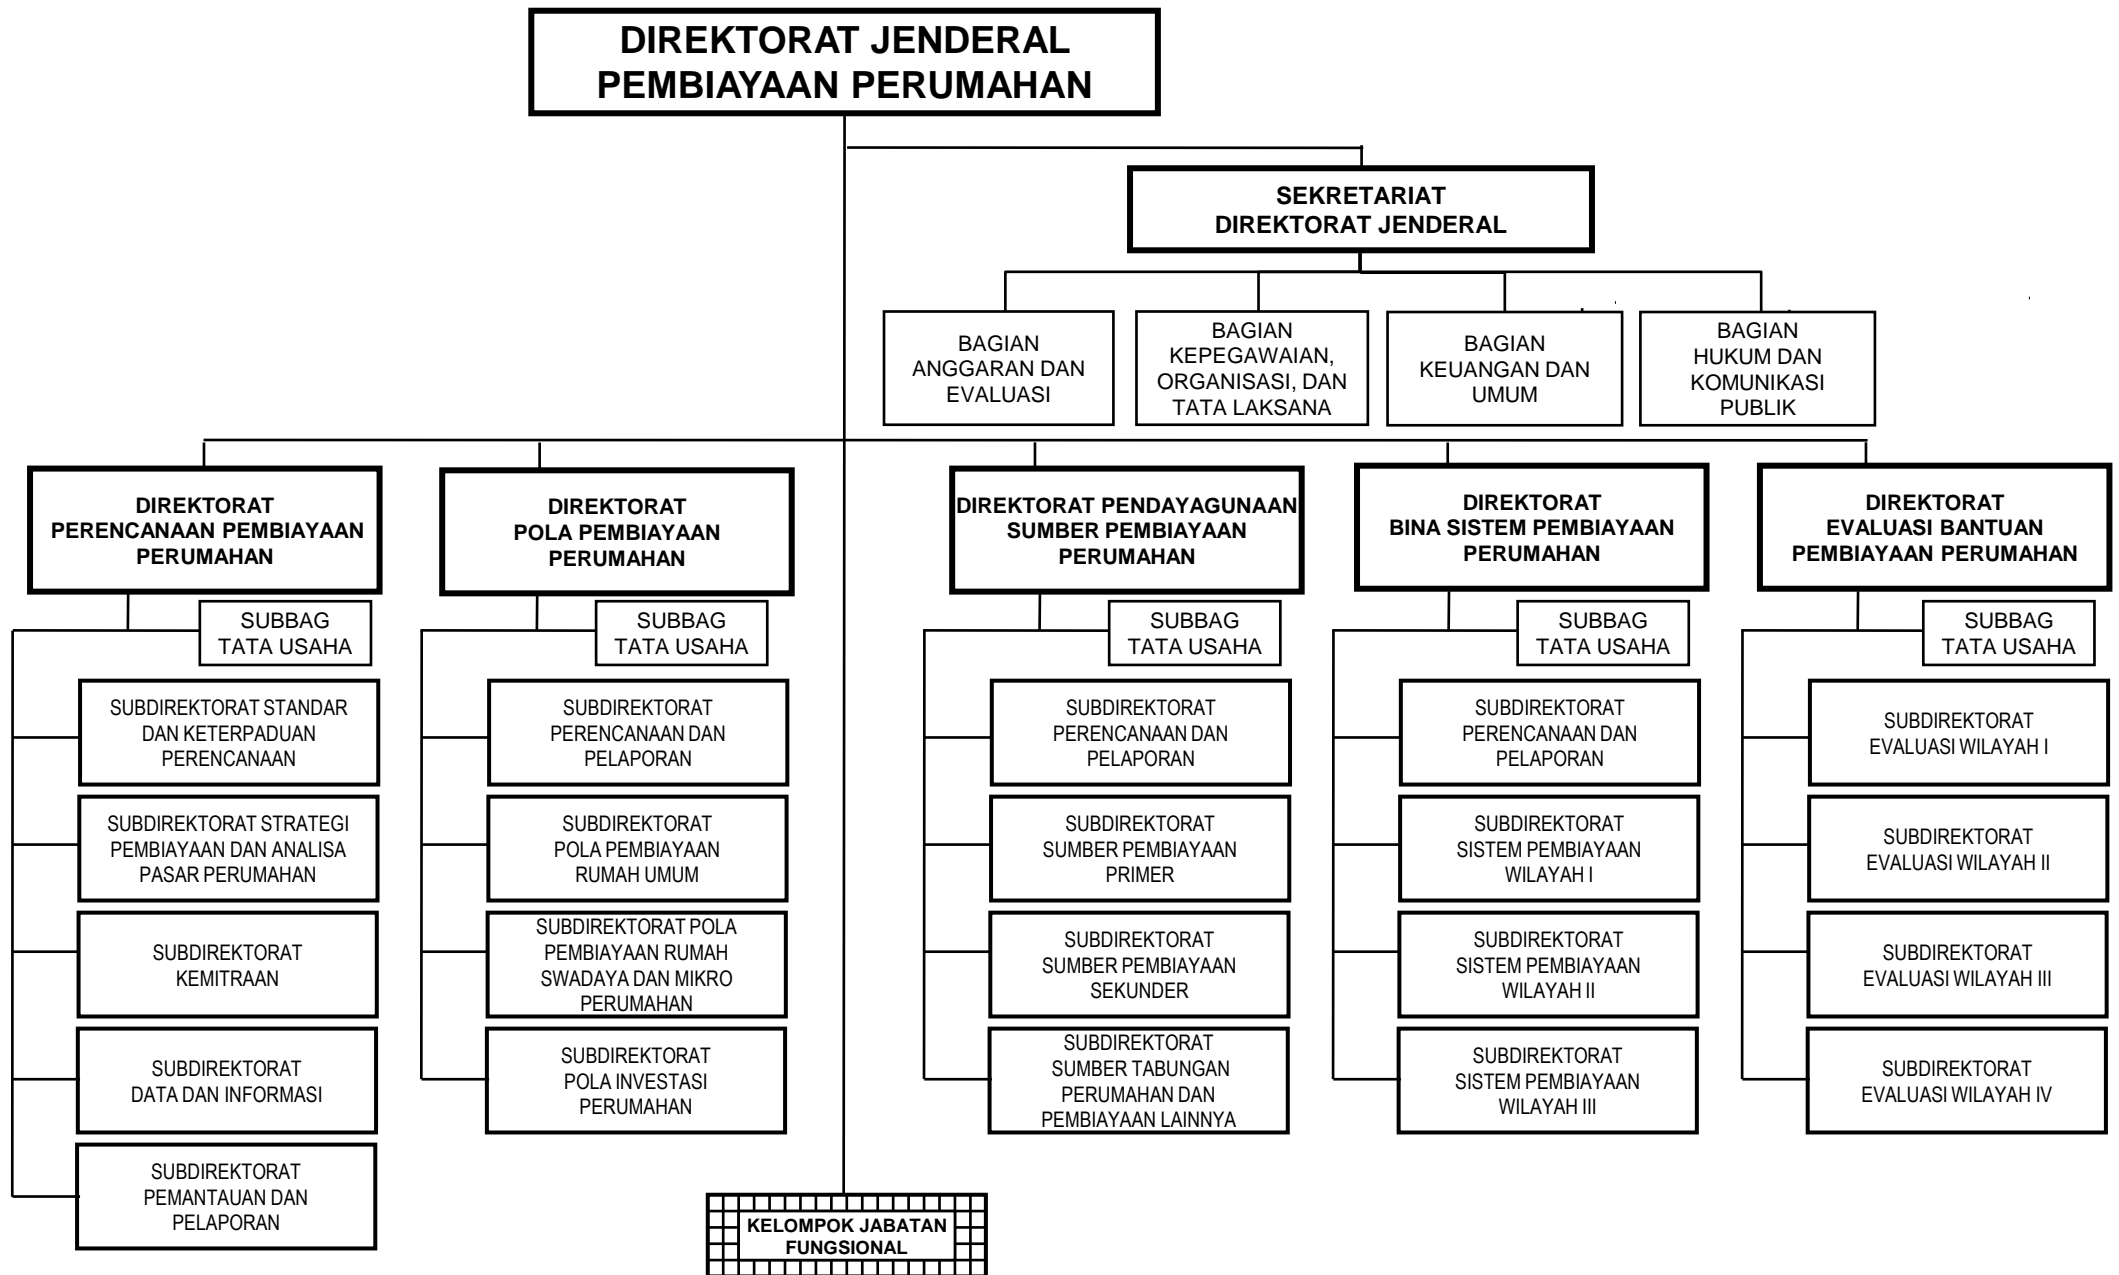 DIREKTORAT JENDERAL
PEMBIAYAAN PERUMAHAN
SEKRETARIAT
DIREKTORAT JENDERAL
BAGIAN
ANGGARAN DAN
EVALUASI
BAGIAN
KEPEGAWAIAN,
ORGANISASI, DAN
TATA LAKSANA
BAGIAN
KEUANGAN DAN
UMUM
BAGIAN
HUKUM DAN
KOMUNIKASI
PUBLIK
DIREKTORAT
PERENCANAAN PEMBIAYAAN
PERUMAHAN
SUBBAG
TATA USAHA
SUBDIREKTORAT STANDAR
DAN KETERPADUAN
PERENCANAAN
SUBDIREKTORAT STRATEGI
PEMBIAYAAN DAN ANALISA
PASAR PERUMAHAN
SUBDIREKTORAT
KEMITRAAN
SUBDIREKTORAT
DATA DAN INFORMASI
SUBDIREKTORAT
PEMANTAUAN DAN
PELAPORAN
DIREKTORAT
POLA PEMBIAYAAN
PERUMAHAN
SUBBAG
TATA USAHA
SUBDIREKTORAT
PERENCANAAN DAN
PELAPORAN
SUBDIREKTORAT
POLA PEMBIAYAAN
RUMAH UMUM
SUBDIREKTORAT POLA
PEMBIAYAAN RUMAH
SWADAYA DAN MIKRO
PERUMAHAN
SUBDIREKTORAT
POLA INVESTASI
PERUMAHAN
DIREKTORAT PENDAYAGUNAAN
SUMBER PEMBIAYAAN
PERUMAHAN
SUBBAG
TATA USAHA
SUBDIREKTORAT
PERENCANAAN DAN
PELAPORAN
SUBDIREKTORAT
SUMBER PEMBIAYAAN
PRIMER
SUBDIREKTORAT
SUMBER PEMBIAYAAN
SEKUNDER
SUBDIREKTORAT
SUMBER TABUNGAN
PERUMAHAN DAN
PEMBIAYAAN LAINNYA
DIREKTORAT
BINA SISTEM PEMBIAYAAN
PERUMAHAN
SUBBAG
TATA USAHA
SUBDIREKTORAT
PERENCANAAN DAN
PELAPORAN
SUBDIREKTORAT
SISTEM PEMBIAYAAN
WILAYAH I
SUBDIREKTORAT
SISTEM PEMBIAYAAN
WILAYAH II
SUBDIREKTORAT
SISTEM PEMBIAYAAN
WILAYAH III
DIREKTORAT
EVALUASI BANTUAN
PEMBIAYAAN PERUMAHAN
SUBBAG
TATA USAHA
SUBDIREKTORAT
EVALUASI WILAYAH I
SUBDIREKTORAT
EVALUASI WILAYAH II
SUBDIREKTORAT
EVALUASI WILAYAH III
SUBDIREKTORAT
EVALUASI WILAYAH IV
KELOMPOK JABATAN
FUNGSIONAL